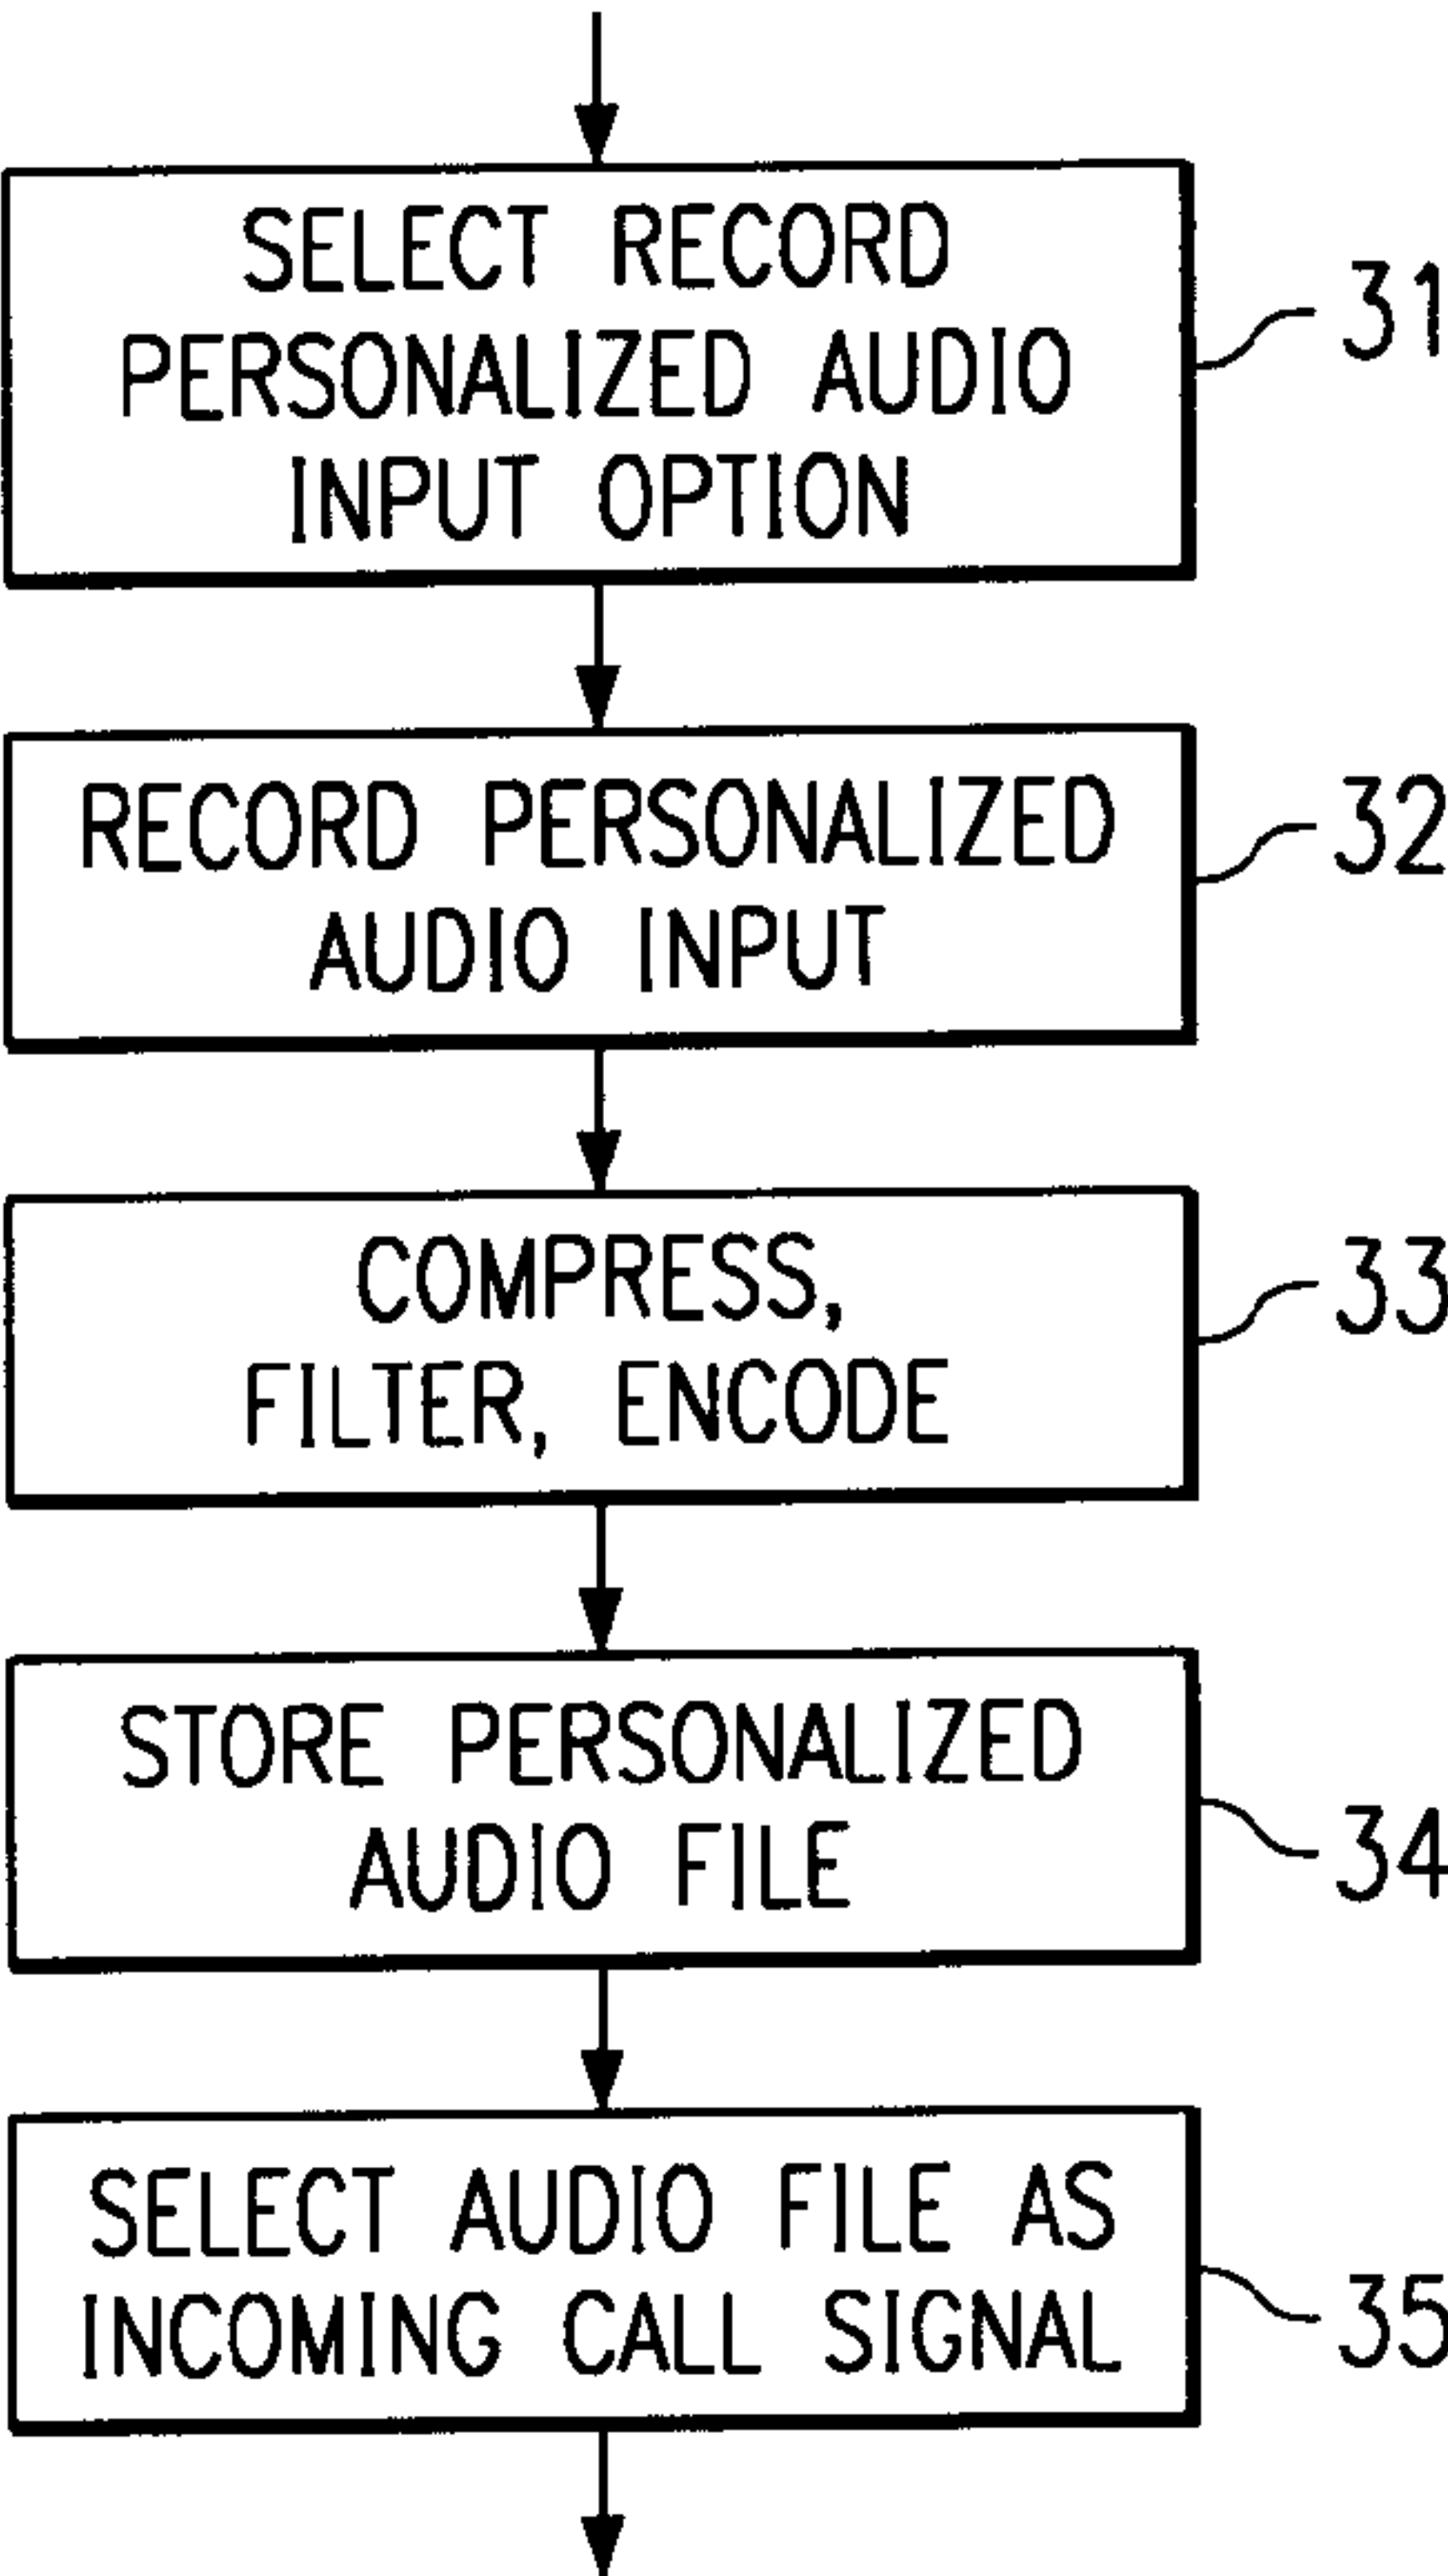 SELECT RECORD
PERSONALIZED AUDIO
INPUT OPTION
31
RECORD PERSONALIZED
AUDIO INPUT
32
COMPRESS,
FILTER, ENCODE
33
STORE PERSONALIZED
AUDIO FILE
34
SELECT AUDIO FILE AS
INCOMING CALL SIGNAL
35